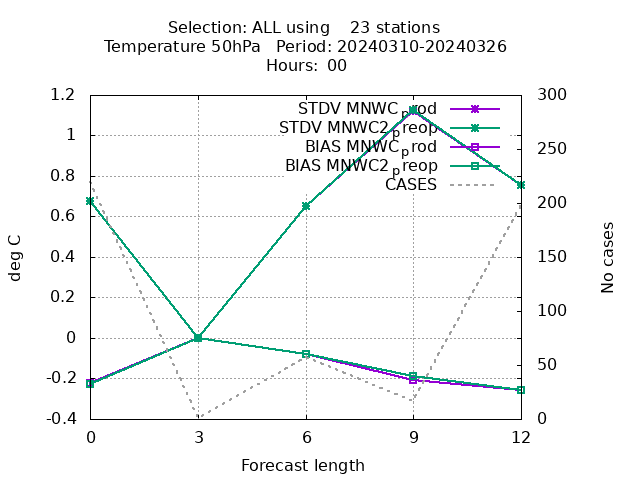 Selection: ALL using    23 stations
Temperature 50hPa   Period: 20240310-20240326
Hours:  00
STDV MNWC_prod
STDV MNWC2_preop
BIAS MNWC_prod
BIAS MNWC2_preop
CASES
1.2
1
0.8
0.6
0.4
0.2
0
-0.2
-0.4
300
250
200
150
100
50
0
0 3 6 9 12
deg C
No cases
Forecast length